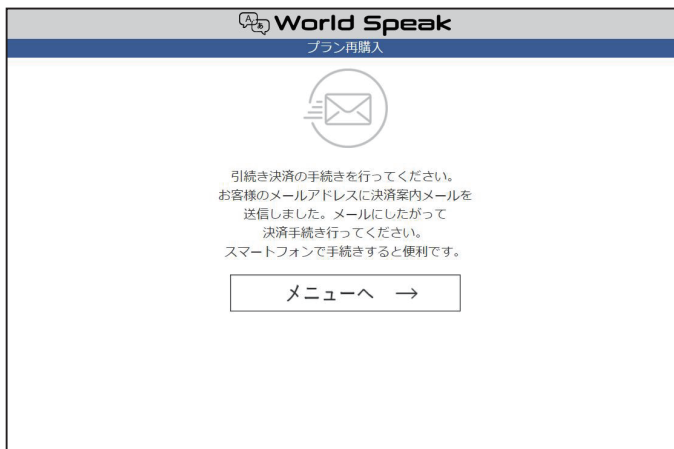 World Speak
プラン再購入
引続き決済の手続きを行ってください。
お客様のメールアドレスに決済案内メールを
送信しました。メールにしたがって
決済手続き行ってください。
スマートフォンで手続きすると便利です。
メニューへ →